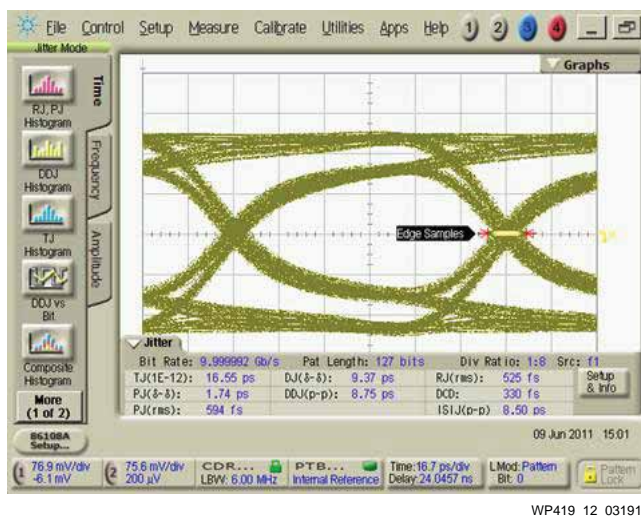 File Control Setup Measure Calibrate Utilities Apps Help 1 2 3 4
Jitter Mode
Graphs
RJ, PJ
Histogram
DDJ
Histogram
TJ
Histogram
DDJ vs
Bit
Composite
Histogram
More
(1 of 2)
86108A
Setup...
Time
Frequency
Amplitude
Edge Samples
Jitter
Bit Rate: 9.999992 Gb/s Pat Length: 127 bits Div Ratio: 1:8 Src: f1
TJ(1E-12): 16.55 ps DJ(δ-δ): 9.37 ps RJ(rms): 525 fs
PJ(δ-δ): 1.74 ps DDJ(p-p): 8.75 ps DCD: 330 fs
PJ(rms): 594 fs ISIJ(p-p) 8.50 ps
Setup
& Info
09 Jun 2011 15:01
1 76.9 mV/div
-6.1 mV
2 75.6 mV/div
200 µV
CDR...
LBW: 6.00 MHz
PTB...
Internal Reference
Time:16.7 ps/div
Delay:24.0457 ns
LMod: Pattern
Bit: 0
Pattern
Lock
WP419_12_03191